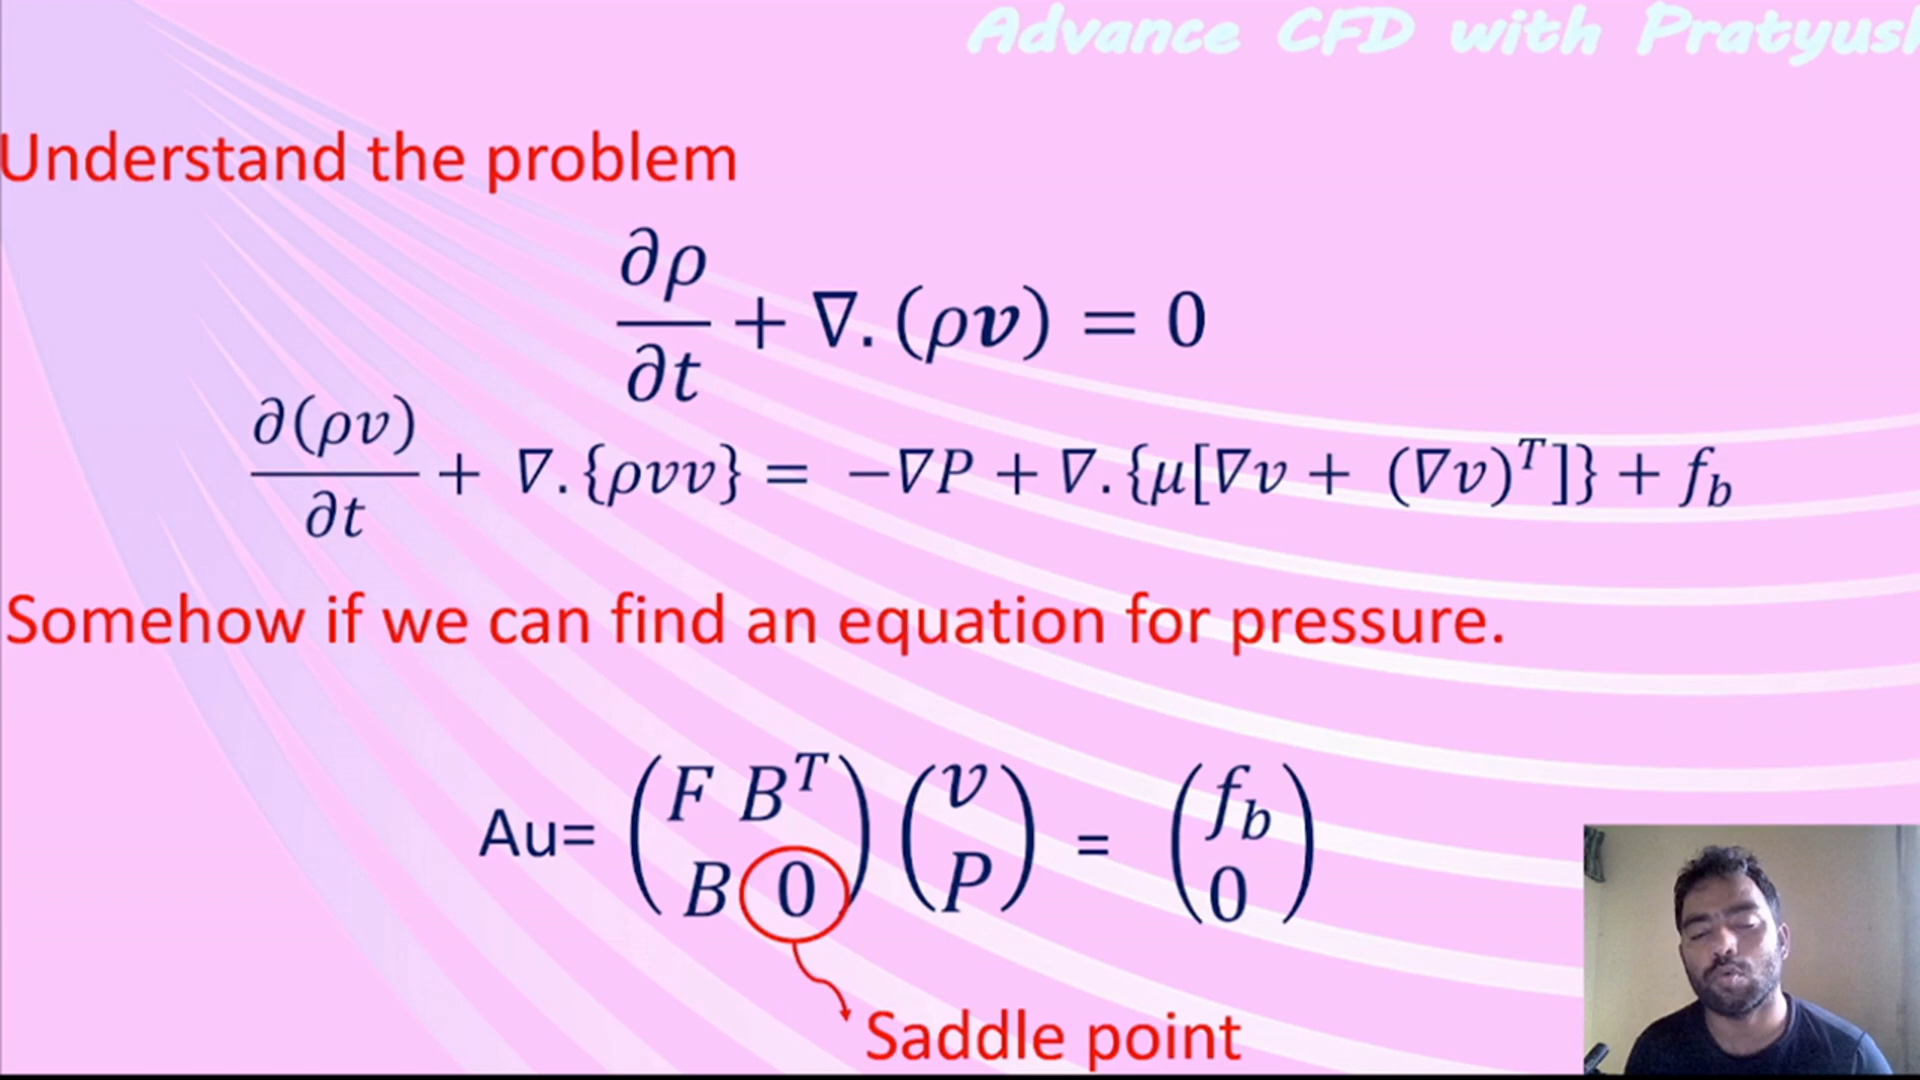 Advance CFD with Pratyush
Understand the problem
∂ρ/∂t + ∇.(ρv) = 0
∂(ρv)/∂t + ∇.{ρvv} = −∇P + ∇.{μ[∇v + (∇v)^T]} + f_b
Somehow if we can find an equation for pressure.
Au= (F B^T; B 0) (v; P) = (f_b; 0)
Saddle point